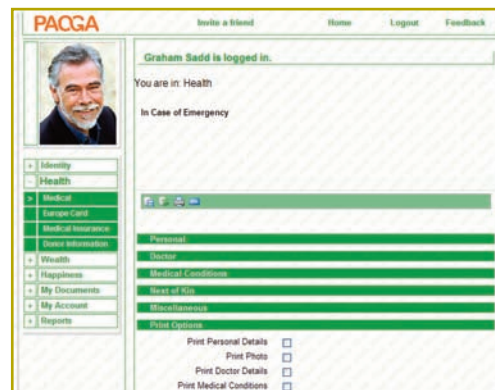 PAOGA
Invite a friend Home Logout Feedback
Graham Sadd is logged in.
You are in: Health
In Case of Emergency
+ Identity
- Health
> Medical
Europe Card
Medical Insurance
Donor Information
+ Wealth
+ Happiness
+ My Documents
+ My Account
+ Reports
Personal
Doctor
Medical Conditions
Next of Kin
Miscellaneous
Print Options
Print Personal Details
Print Photo
Print Doctor Details
Print Medical Conditions